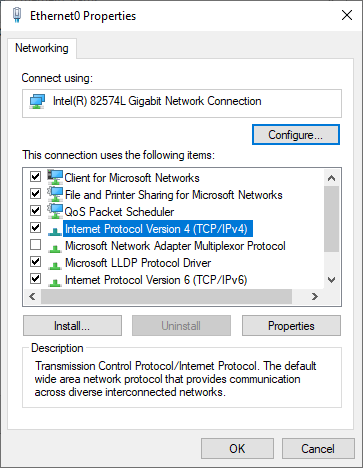 Ethernet0 Properties
Networking
Connect using:
Intel(R) 82574L Gigabit Network Connection
Configure...
This connection uses the following items:
Client for Microsoft Networks
File and Printer Sharing for Microsoft Networks
QoS Packet Scheduler
Internet Protocol Version 4 (TCP/IPv4)
Microsoft Network Adapter Multiplexor Protocol
Microsoft LLDP Protocol Driver
Internet Protocol Version 6 (TCP/IPv6)
Install...
Uninstall
Properties
Description
Transmission Control Protocol/Internet Protocol. The default
wide area network protocol that provides communication
across diverse interconnected networks.
OK
Cancel